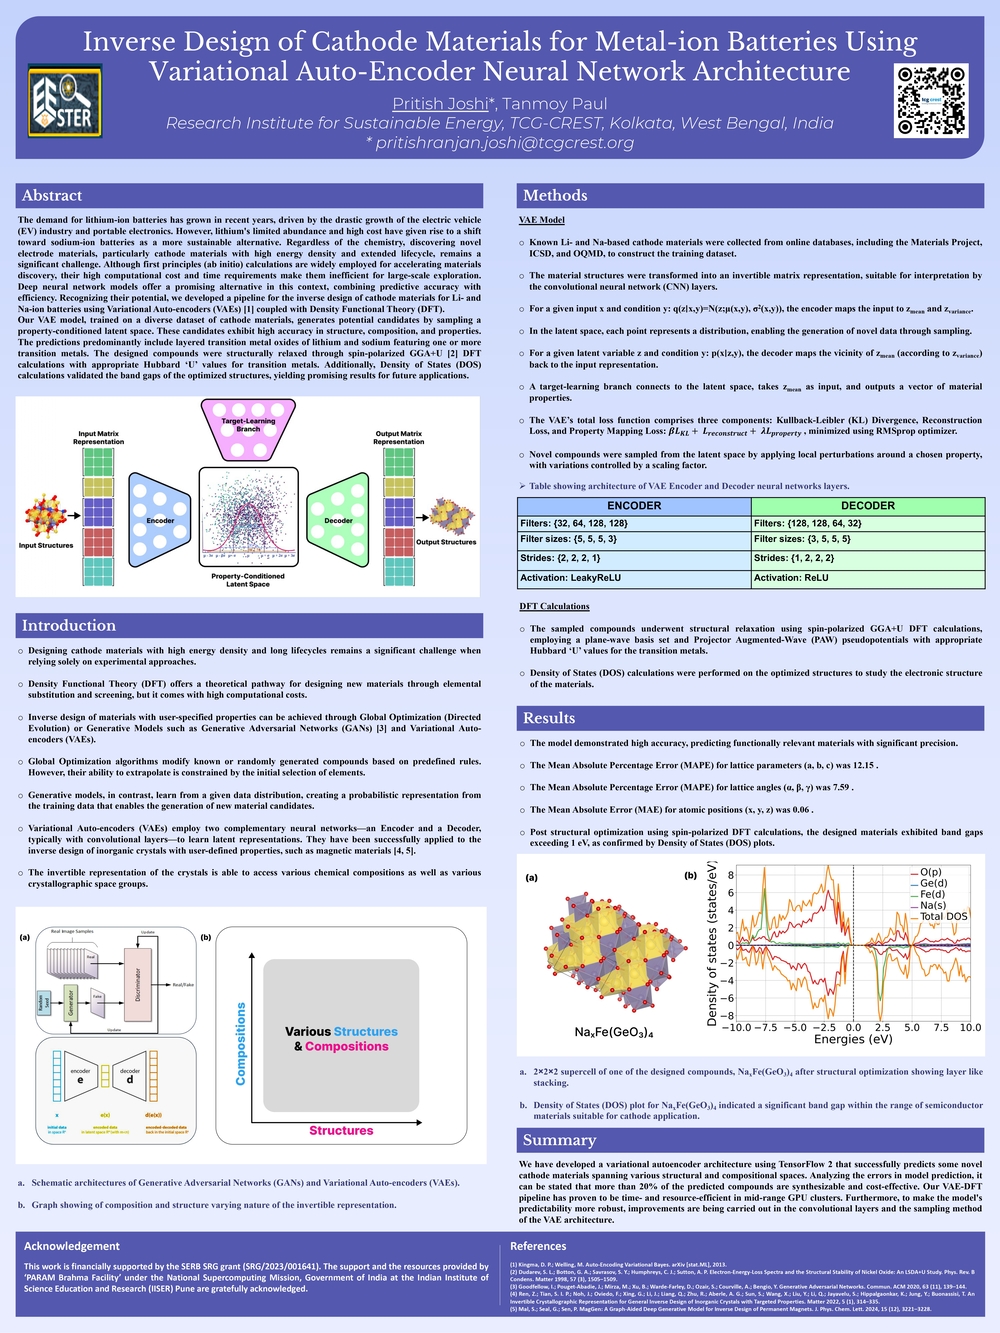 Inverse Design of Cathode Materials for Metal-ion Batteries Using
Variational Auto-Encoder Neural Network Architecture
Pritish Joshi*, Tanmoy Paul
Research Institute for Sustainable Energy, TCG-CREST, Kolkata, West Bengal, India
* pritishranjan.joshi@tcgcrest.org
STER
tcg crest
Abstract
The demand for lithium-ion batteries has grown in recent years, driven by the drastic growth of the electric vehicle
(EV) industry and portable electronics. However, lithium's limited abundance and high cost have given rise to a shift
toward sodium-ion batteries as a more sustainable alternative. Regardless of the chemistry, discovering novel
electrode materials, particularly cathode materials with high energy density and extended lifecycle, remains a
significant challenge. Although first principles (ab initio) calculations are widely employed for accelerating materials
discovery, their high computational cost and time requirements make them inefficient for large-scale exploration.
Deep neural network models offer a promising alternative in this context, combining predictive accuracy with
efficiency. Recognizing their potential, we developed a pipeline for the inverse design of cathode materials for Li- and
Na-ion batteries using Variational Auto-encoders (VAEs) [1] coupled with Density Functional Theory (DFT).
Our VAE model, trained on a diverse dataset of cathode materials, generates potential candidates by sampling a
property-conditioned latent space. These candidates exhibit high accuracy in structure, composition, and properties.
The predictions predominantly include layered transition metal oxides of lithium and sodium featuring one or more
transition metals. The designed compounds were structurally relaxed through spin-polarized GGA+U [2] DFT
calculations with appropriate Hubbard ‘U’ values for transition metals. Additionally, Density of States (DOS)
calculations validated the band gaps of the optimized structures, yielding promising results for future applications.
Target-Learning
Branch
Input Matrix
Representation
Output Matrix
Representation
Encoder
Decoder
Input Structures
Output Structures
Property-Conditioned
Latent Space
Introduction
○ Designing cathode materials with high energy density and long lifecycles remains a significant challenge when
relying solely on experimental approaches.
○ Density Functional Theory (DFT) offers a theoretical pathway for designing new materials through elemental
substitution and screening, but it comes with high computational costs.
○ Inverse design of materials with user-specified properties can be achieved through Global Optimization (Directed
Evolution) or Generative Models such as Generative Adversarial Networks (GANs) [3] and Variational Auto-
encoders (VAEs).
○ Global Optimization algorithms modify known or randomly generated compounds based on predefined rules.
However, their ability to extrapolate is constrained by the initial selection of elements.
○ Generative models, in contrast, learn from a given data distribution, creating a probabilistic representation from
the training data that enables the generation of new material candidates.
○ Variational Auto-encoders (VAEs) employ two complementary neural networks—an Encoder and a Decoder,
typically with convolutional layers—to learn latent representations. They have been successfully applied to the
inverse design of inorganic crystals with user-defined properties, such as magnetic materials [4, 5].
○ The invertible representation of the crystals is able to access various chemical compositions as well as various
crystallographic space groups.
(a)
Real Image Samples
Update
Real
Discriminator
Real/Fake
Random Seed
Generator
Fake
Update
encoder
e
decoder
d
x
e(x)
d(e(x))
initial data
in space Rⁿ
encoded data
encoded-decoded data
back in the initial space Rⁿ
(b)
Compositions
Various Structures
& Compositions
Structures
a. Schematic architectures of Generative Adversarial Networks (GANs) and Variational Auto-encoders (VAEs).
b. Graph showing of composition and structure varying nature of the invertible representation.
Methods
VAE Model
○ Known Li- and Na-based cathode materials were collected from online databases, including the Materials Project,
ICSD, and OQMD, to construct the training dataset.
○ The material structures were transformed into an invertible matrix representation, suitable for interpretation by
the convolutional neural network (CNN) layers.
○ For a given input x and condition y: q(z|x,y)=N(z;μ(x,y), σ²(x,y)), the encoder maps the input to z_mean and z_variance.
○ In the latent space, each point represents a distribution, enabling the generation of novel data through sampling.
○ For a given latent variable z and condition y: p(x|z,y), the decoder maps the vicinity of z_mean (according to z_variance)
back to the input representation.
○ A target-learning branch connects to the latent space, takes z_mean as input, and outputs a vector of material
properties.
○ The VAE's total loss function comprises three components: Kullback-Leibler (KL) Divergence, Reconstruction
Loss, and Property Mapping Loss: βL_KL + L_reconstruct + λL_property , minimized using RMSprop optimizer.
○ Novel compounds were sampled from the latent space by applying local perturbations around a chosen property,
with variations controlled by a scaling factor.
➢ Table showing architecture of VAE Encoder and Decoder neural networks layers.
ENCODER DECODER
Filters: {32, 64, 128, 128} Filters: {128, 128, 64, 32}
Filter sizes: {5, 5, 5, 3} Filter sizes: {3, 5, 5, 5}
Strides: {2, 2, 2, 1} Strides: {1, 2, 2, 2}
Activation: LeakyReLU Activation: ReLU
DFT Calculations
○ The sampled compounds underwent structural relaxation using spin-polarized GGA+U DFT calculations,
employing a plane-wave basis set and Projector Augmented-Wave (PAW) pseudopotentials with appropriate
Hubbard ‘U’ values for the transition metals.
○ Density of States (DOS) calculations were performed on the optimized structures to study the electronic structure
of the materials.
Results
○ The model demonstrated high accuracy, predicting functionally relevant materials with significant precision.
○ The Mean Absolute Percentage Error (MAPE) for lattice parameters (a, b, c) was 12.15 .
○ The Mean Absolute Percentage Error (MAPE) for lattice angles (α, β, γ) was 7.59 .
○ The Mean Absolute Error (MAE) for atomic positions (x, y, z) was 0.06 .
○ Post structural optimization using spin-polarized DFT calculations, the designed materials exhibited band gaps
exceeding 1 eV, as confirmed by Density of States (DOS) plots.
(a)
NaₓFe(GeO₃)₄
(b)
Density of states (states/eV)
8
6
4
2
0
−2
−4
−6
−8
−10.0 −7.5 −5.0 −2.5 0.0 2.5 5.0 7.5 10.0
Energies (eV)
O(p)
Ge(d)
Fe(d)
Na(s)
Total DOS
a. 2×2×2 supercell of one of the designed compounds, NaₓFe(GeO₃)₄ after structural optimization showing layer like
stacking.
b. Density of States (DOS) plot for NaₓFe(GeO₃)₄ indicated a significant band gap within the range of semiconductor
materials suitable for cathode application.
Summary
We have developed a variational autoencoder architecture using TensorFlow 2 that successfully predicts some novel
cathode materials spanning various structural and compositional spaces. Analyzing the errors in model prediction, it
can be stated that more than 20% of the predicted compounds are synthesizable and cost-effective. Our VAE-DFT
pipeline has proven to be time- and resource-efficient in mid-range GPU clusters. Furthermore, to make the model's
predictability more robust, improvements are being carried out in the convolutional layers and the sampling method
of the VAE architecture.
Acknowledgement
This work is financially supported by the SERB SRG grant (SRG/2023/001641). The support and the resources provided by
‘PARAM Brahma Facility’ under the National Supercomputing Mission, Government of India at the Indian Institute of
Science Education and Research (IISER) Pune are gratefully acknowledged.
References
(1) Kingma, D. P.; Welling, M. Auto-Encoding Variational Bayes. arXiv [stat.ML], 2013.
(2) Dudarev, S. L.; Botton, G. A.; Savrasov, S. Y.; Humphreys, C. J.; Sutton, A. P. Electron-Energy-Loss Spectra and the Structural Stability of Nickel Oxide: An LSDA+U Study. Phys. Rev. B
Condens. Matter 1998, 57 (3), 1505–1509.
(3) Goodfellow, I.; Pouget-Abadie, J.; Mirza, M.; Xu, B.; Warde-Farley, D.; Ozair, S.; Courville, A.; Bengio, Y. Generative Adversarial Networks. Commun. ACM 2020, 63 (11), 139–144.
(4) Ren, Z.; Tian, S. I. P.; Noh, J.; Oviedo, F.; Xing, G.; Li, J.; Liang, Q.; Zhu, R.; Aberle, A. G.; Sun, S.; Wang, X.; Liu, Y.; Li, Q.; Jayavelu, S.; Hippalgaonkar, K.; Jung, Y.; Buonassisi, T. An
Invertible Crystallographic Representation for General Inverse Design of Inorganic Crystals with Targeted Properties. Matter 2022, 5 (1), 314–335.
(5) Mal, S.; Seal, G.; Sen, P. MagGen: A Graph-Aided Deep Generative Model for Inverse Design of Permanent Magnets. J. Phys. Chem. Lett. 2024, 15 (12), 3221–3228.